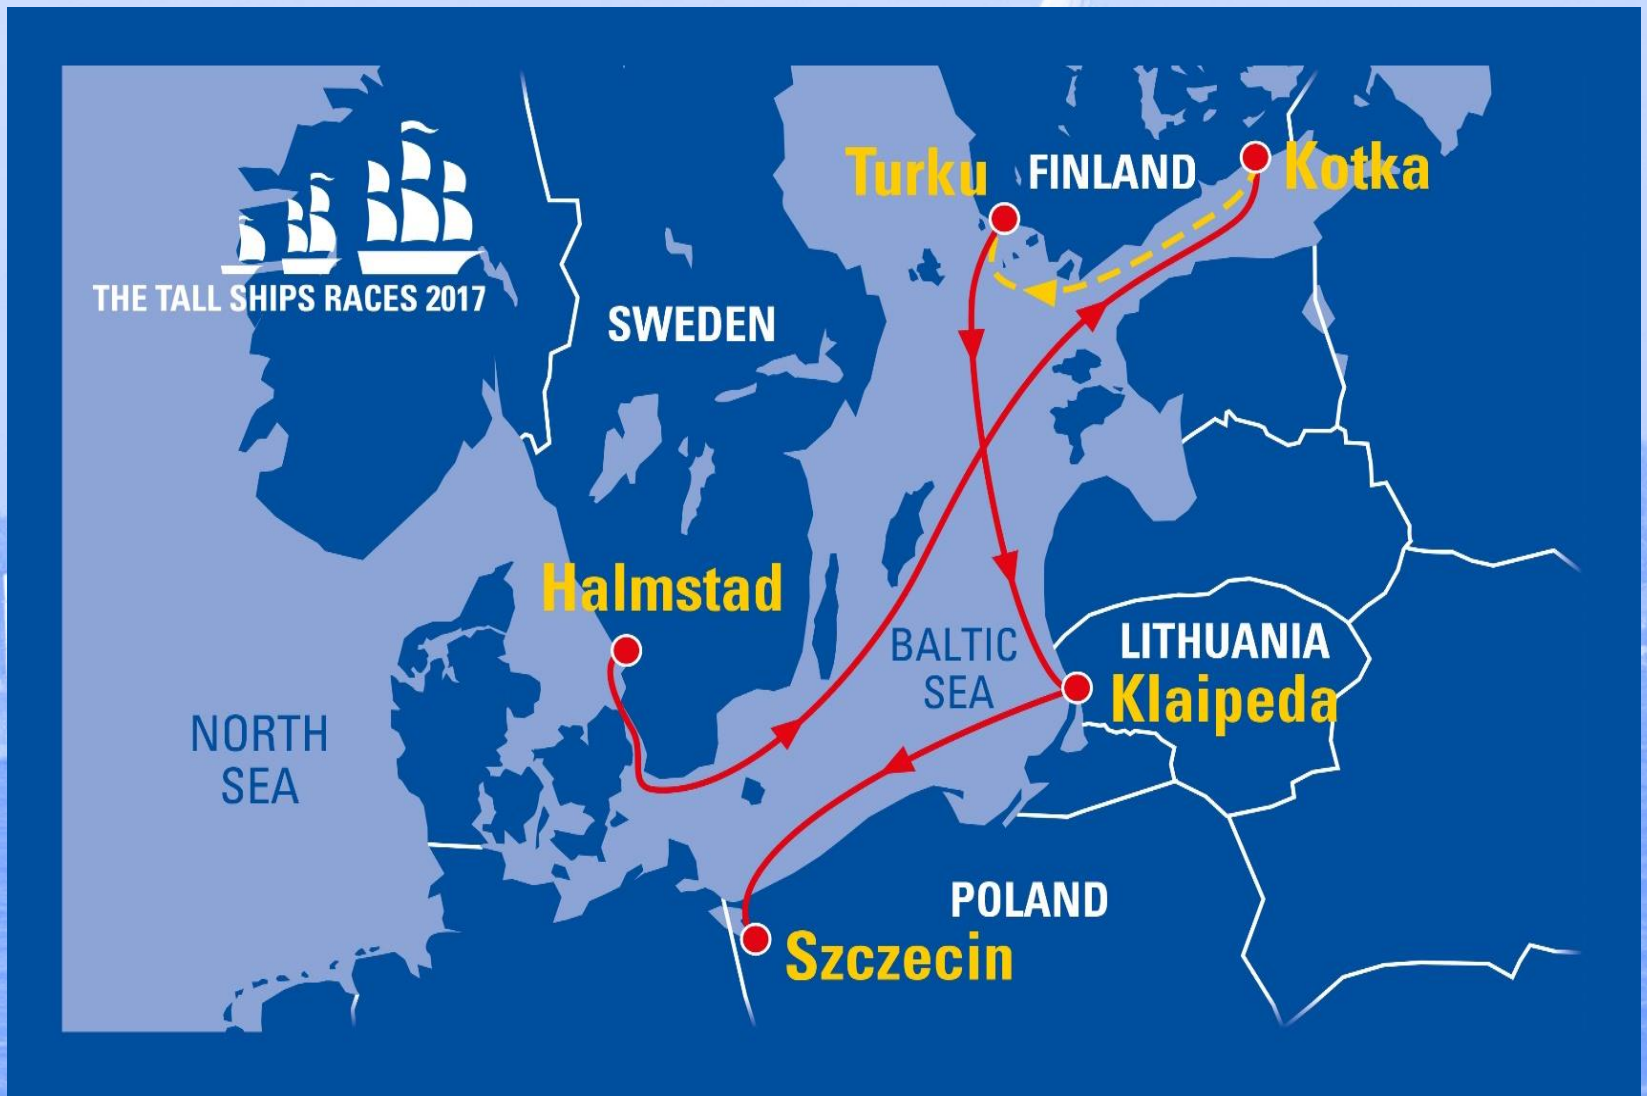 Turku
FINLAND
Kotka
THE TALL SHIPS RACES 2017
SWEDEN
Halmstad
BALTIC
SEA
LITHUANIA
Klaipeda
NORTH
SEA
POLAND
Szczecin